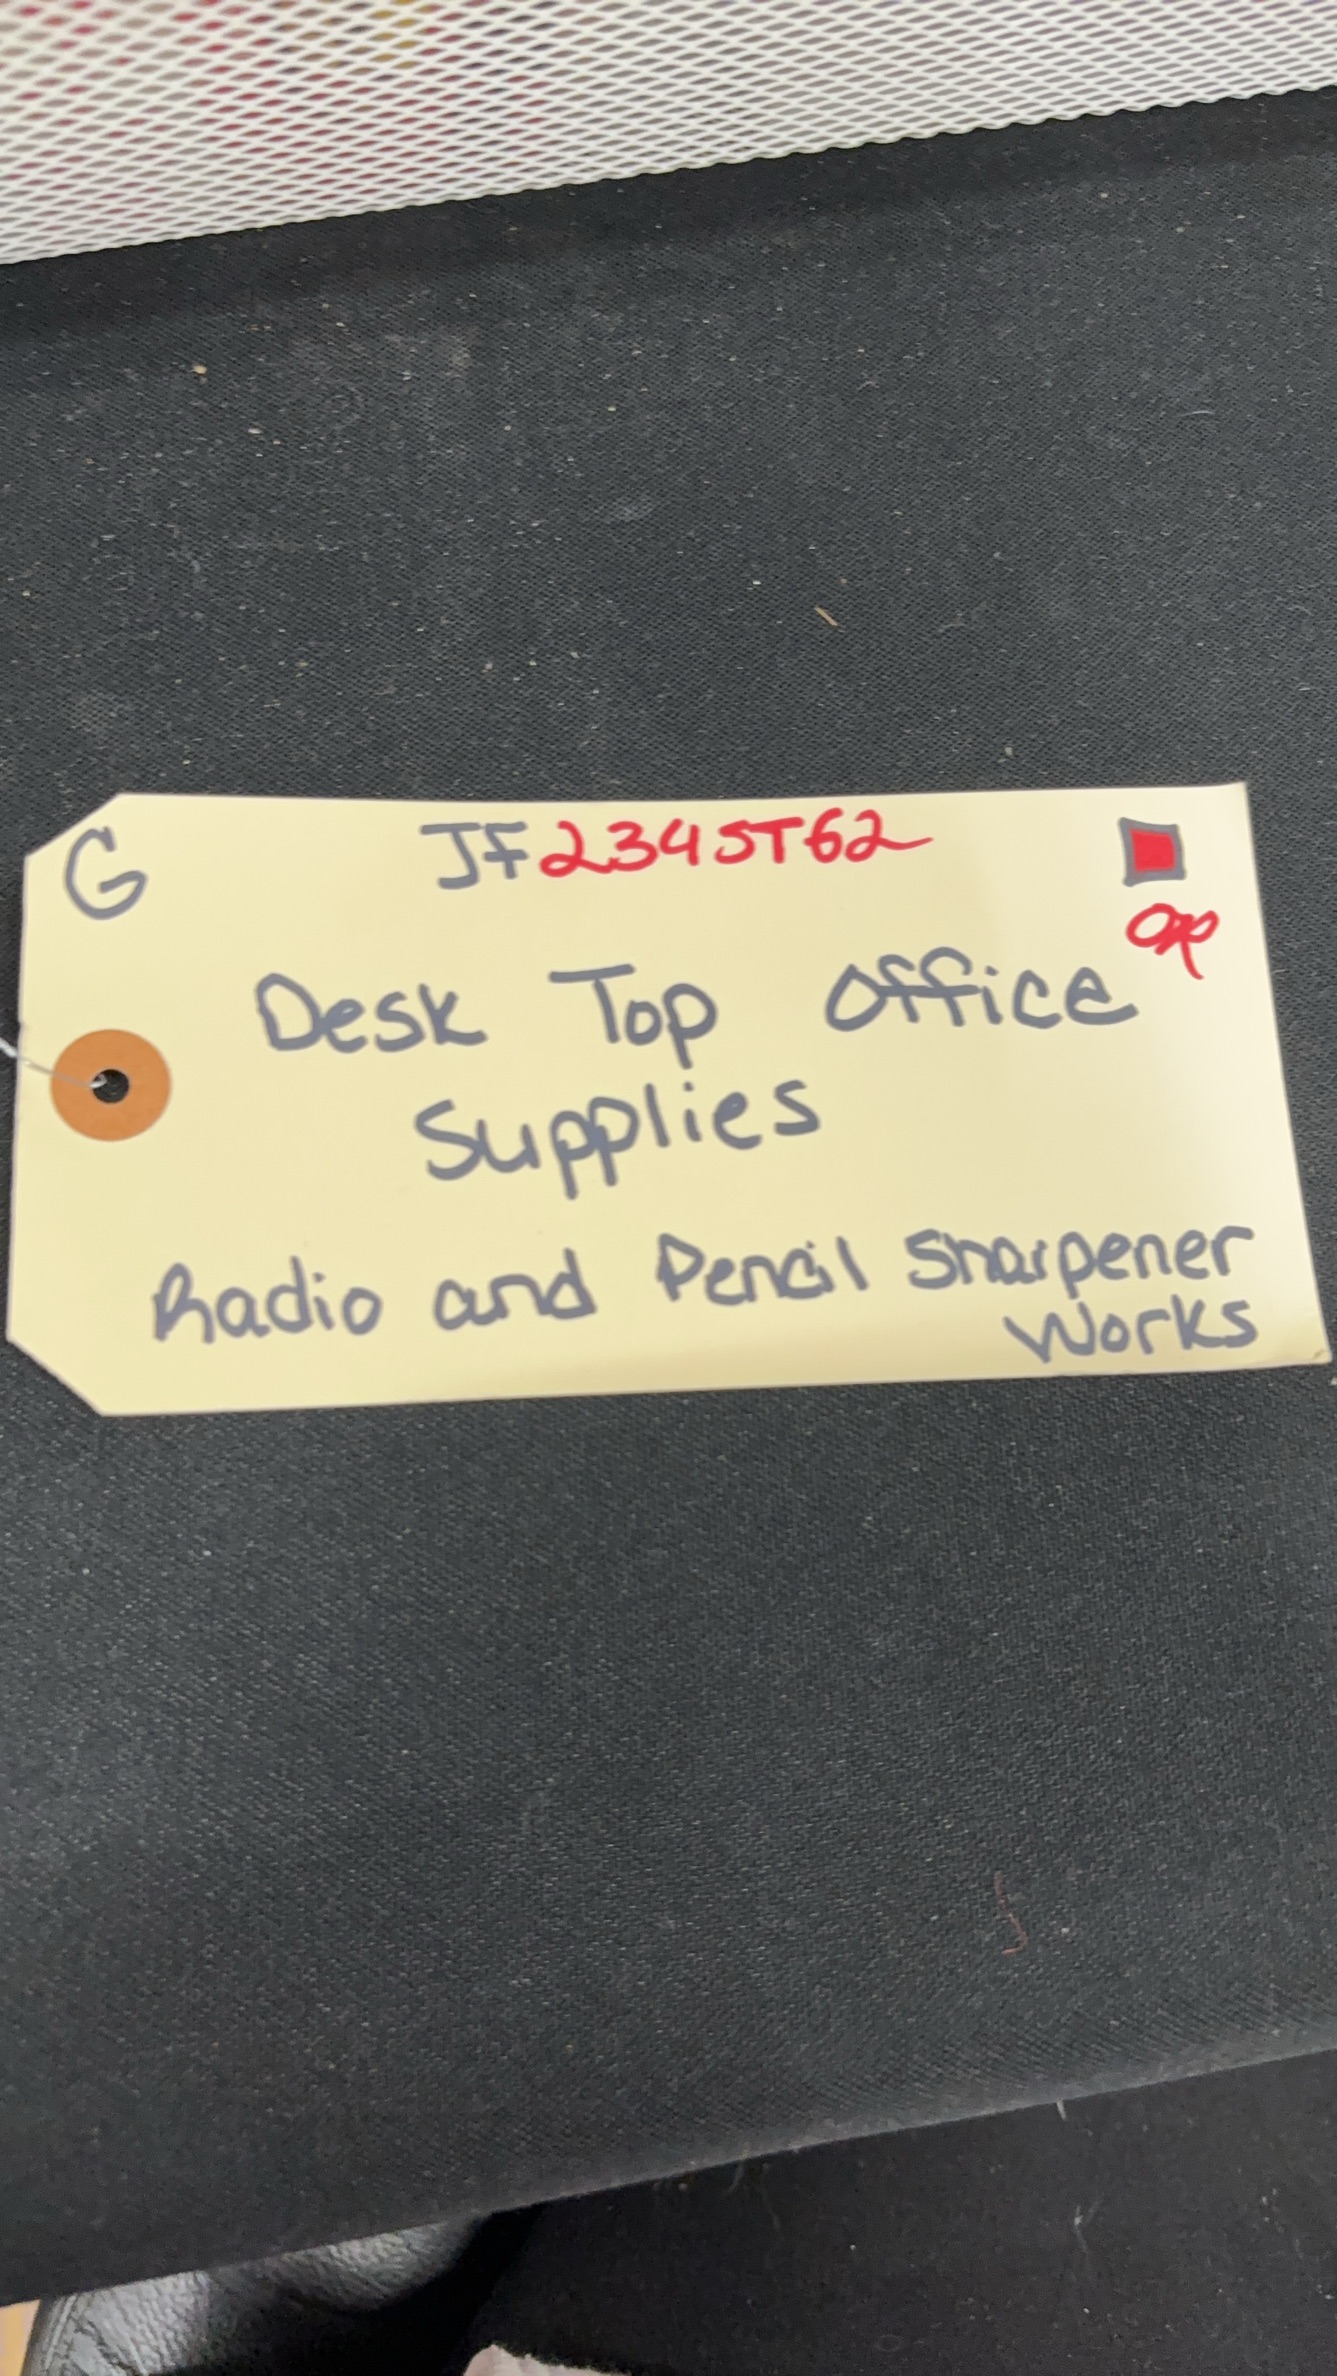 G
JF2345T62
Desk Top Office
Supplies
Radio and Pencil Sharpener
Works